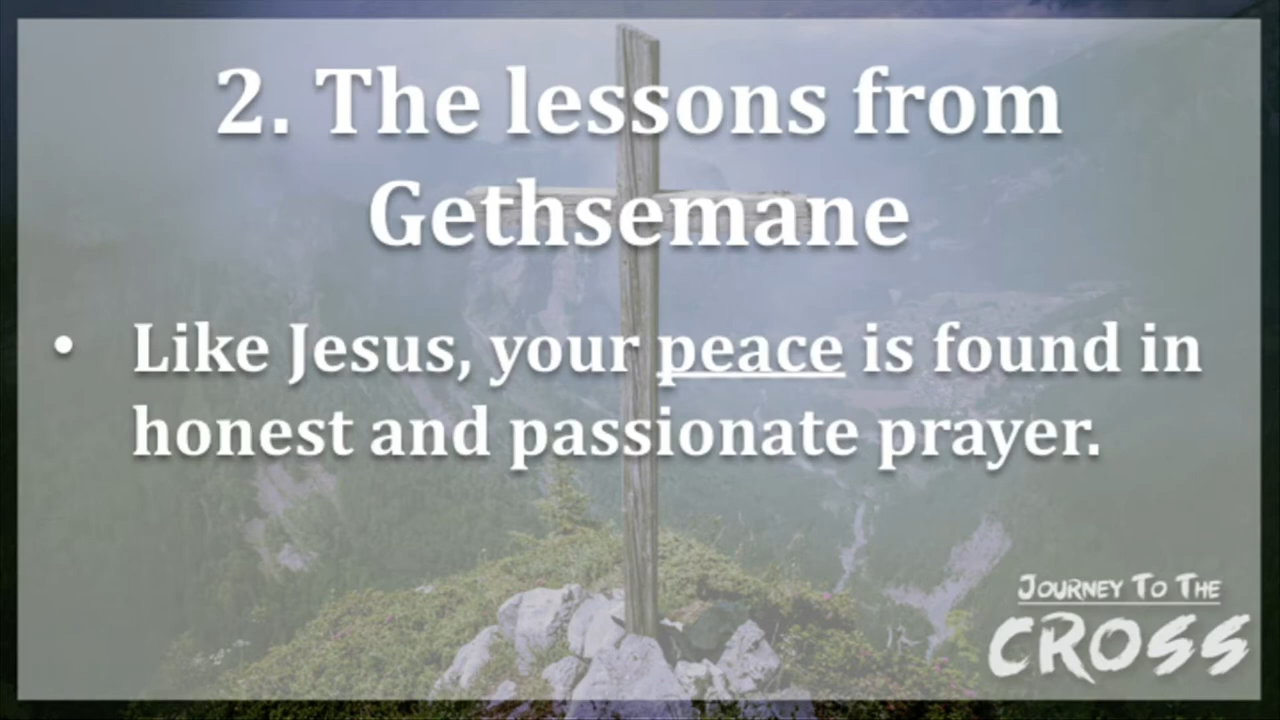 2. The lessons from
Gethsemane
• Like Jesus, your peace is found in
honest and passionate prayer.
JOURNEY TO THE
CROSS